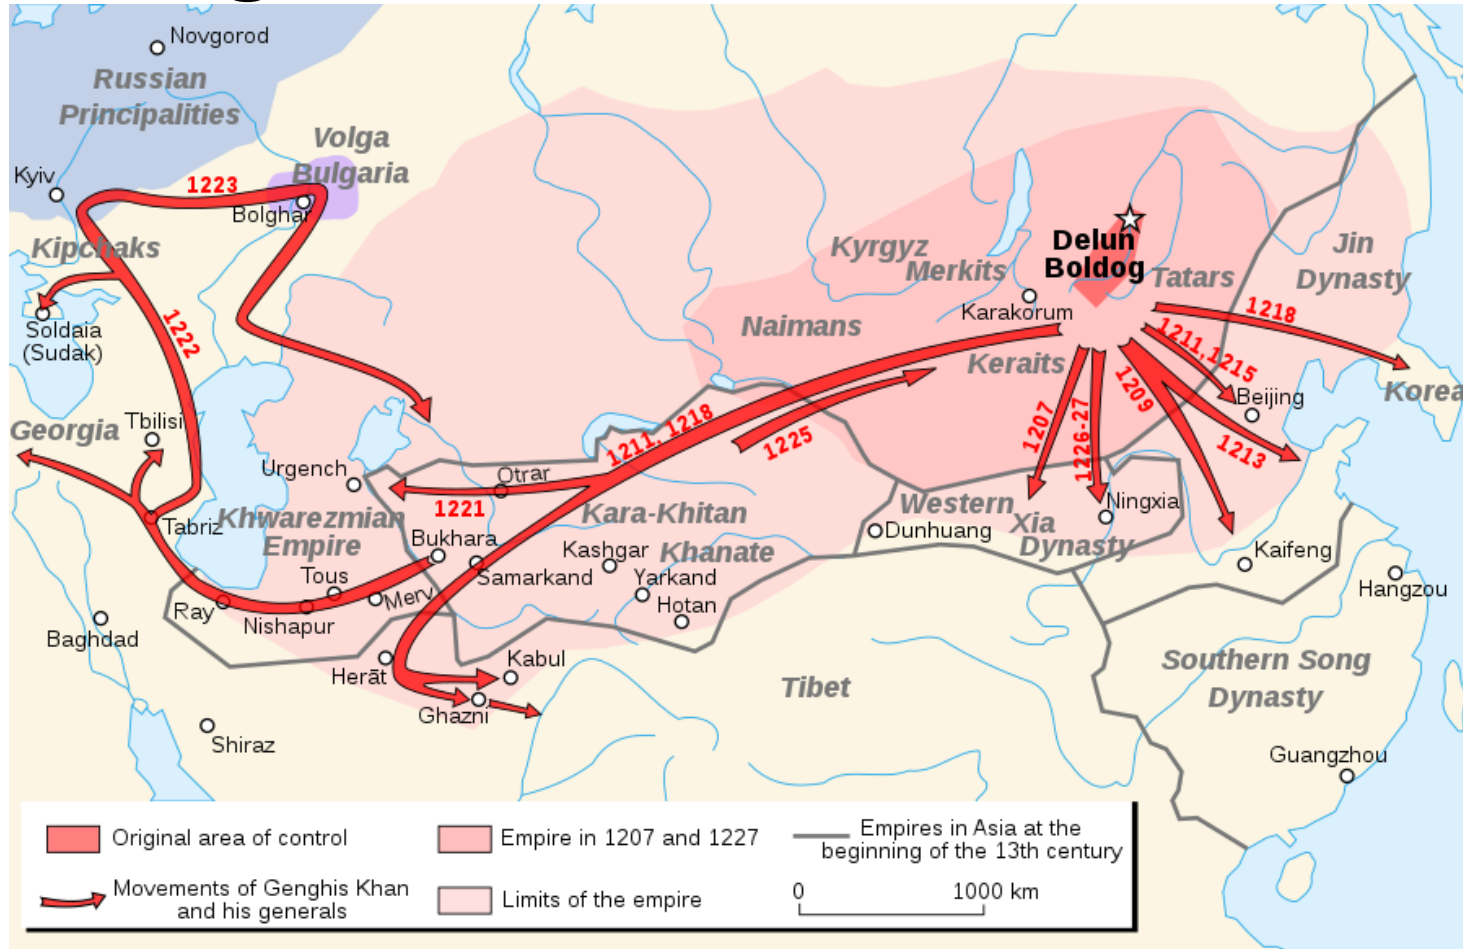 Novgorod
Russian
Principalities
Volga
Bulgaria
Kyiv
1223
Bolghar
Kipchaks
Delun
Boldog
Kyrgyz
Merkits
Tatars
Jin
Dynasty
Karakorum
Soldaia
(Sudak)
1222
Naimans
Keraits
1218
1211,1215
Korea
Georgia
Tbilisi
1207
1226-27
1209
Beijing
1213
1211, 1218
1225
Urgench
Otrar
1221
Tabriz
Khwarezmian
Empire
Bukhara
Kara-Khitan
Khanate
Western
Xia
Dynasty
Ningxia
Dunhuang
Kaifeng
Hangzou
Kashgar
Samarkand
Yarkand
Hotan
Tous
Merv
Ray
Nishapur
Baghdad
Herāt
Kabul
Ghazni
Tibet
Southern Song
Dynasty
Shiraz
Guangzhou
Original area of control
Empire in 1207 and 1227
Empires in Asia at the
beginning of the 13th century
Movements of Genghis Khan
and his generals
Limits of the empire
0 1000 km